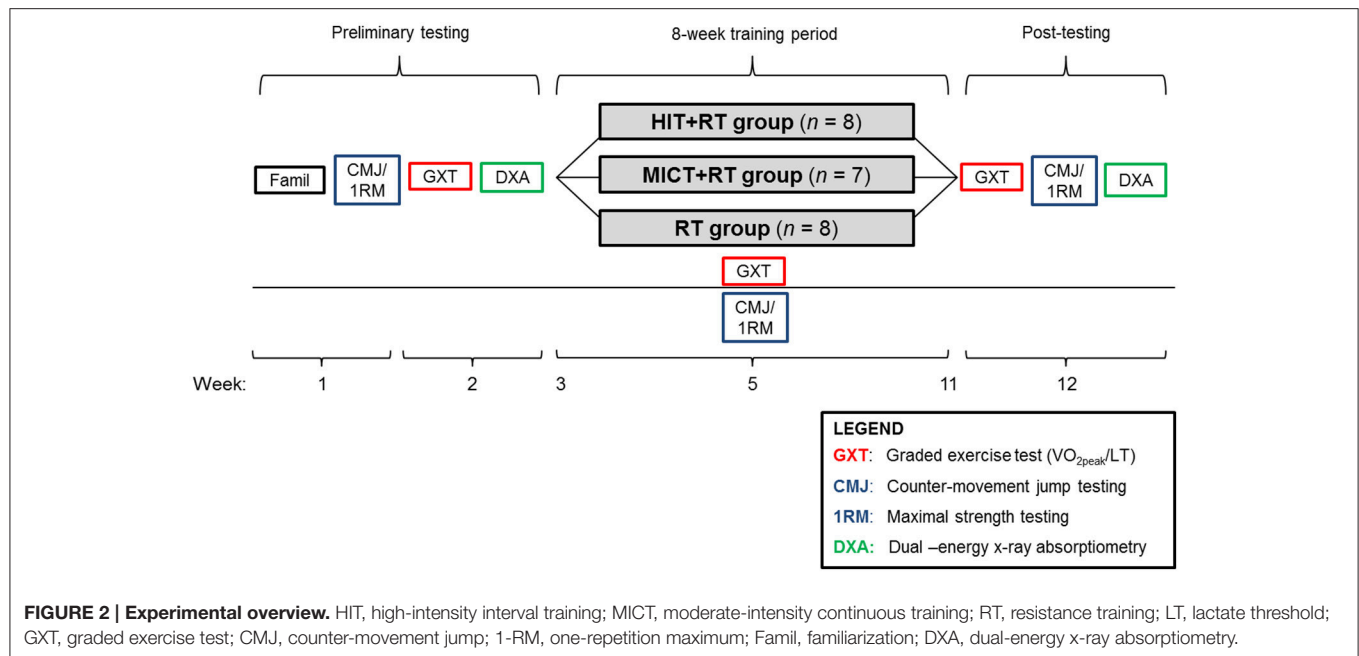 Preliminary testing
8-week training period
Post-testing
HIT+RT group (n = 8)
MICT+RT group (n = 7)
RT group (n = 8)
Famil
CMJ/
1RM
GXT
DXA
GXT
CMJ/
1RM
DXA
GXT
CMJ/
1RM
Week: 1 2 3 5 11 12
LEGEND
GXT: Graded exercise test (VO2peak/LT)
CMJ: Counter-movement jump testing
1RM: Maximal strength testing
DXA: Dual –energy x-ray absorptiometry
FIGURE 2 | Experimental overview. HIT, high-intensity interval training; MICT, moderate-intensity continuous training; RT, resistance training; LT, lactate threshold;
GXT, graded exercise test; CMJ, counter-movement jump; 1-RM, one-repetition maximum; Famil, familiarization; DXA, dual-energy x-ray absorptiometry.